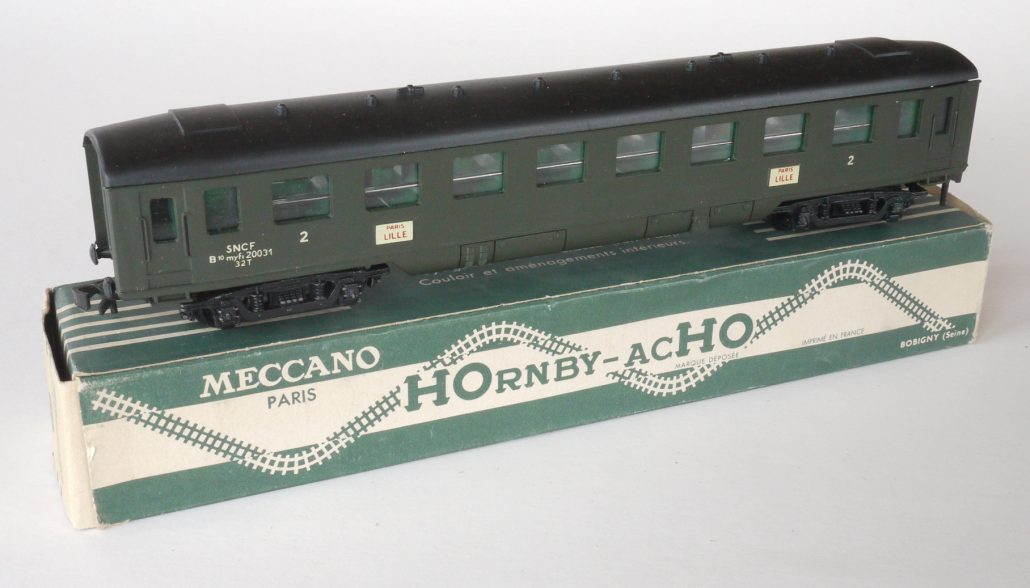 2
PARIS
LILLE
SNCF
B¹⁰ myfi 20031
32T
2
PARIS
LILLE
Couloir et aménagements intérieurs.
MECCANO
PARIS
HORNBY-ACHO
MARQUE DÉPOSÉE
IMPRIMÉ EN FRANCE
BOBIGNY (Seine)